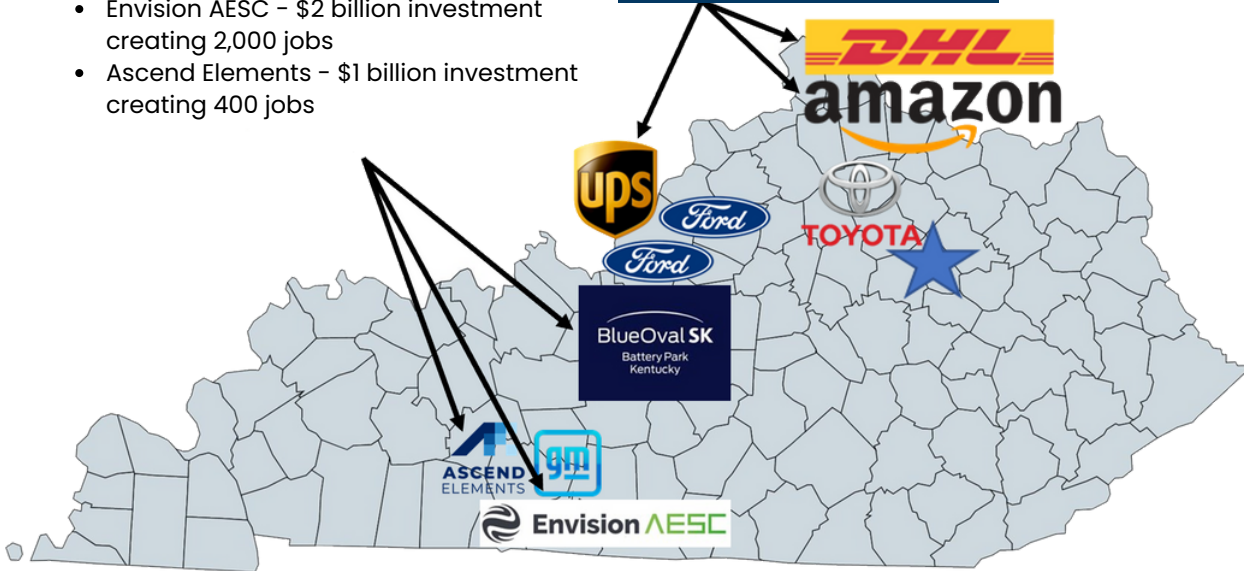 • Envision AESC - $2 billion investment
creating 2,000 jobs
• Ascend Elements - $1 billion investment
creating 400 jobs
DHL
amazon
ups
Ford
TOYOTA
Ford
BlueOval SK
Battery Park
Kentucky
ASCEND
ELEMENTS
gm
Envision AESC